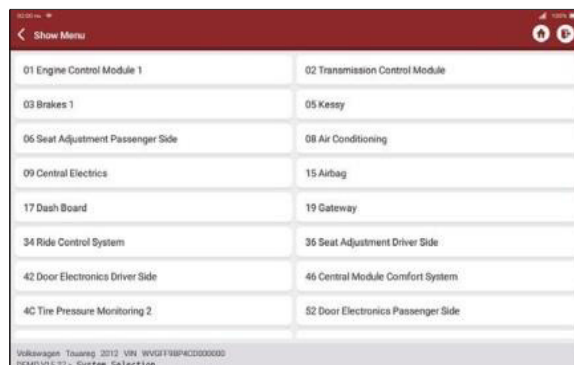 Show Menu
01 Engine Control Module 1
02 Transmission Control Module
03 Brakes 1
05 Kessy
06 Seat Adjustment Passenger Side
08 Air Conditioning
09 Central Electrics
15 Airbag
17 Dash Board
19 Gateway
34 Ride Control System
36 Seat Adjustment Driver Side
42 Door Electronics Driver Side
46 Central Module Comfort System
4C Tire Pressure Monitoring 2
52 Door Electronics Passenger Side
Volkswagen Touareg 2012 VIN
System Selection